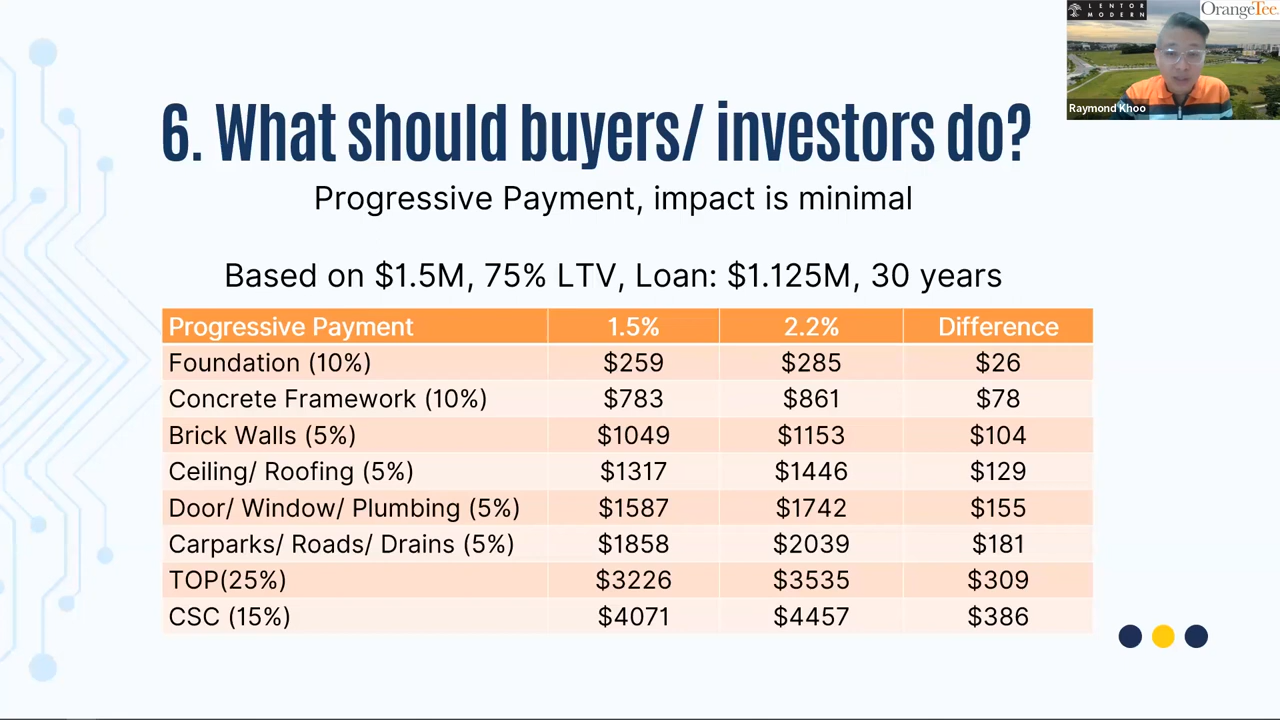 LENTOR
MODERN
OrangeTee
Raymond Khoo
6. What should buyers/ investors do?
Progressive Payment, impact is minimal
Based on $1.5M, 75% LTV, Loan: $1.125M, 30 years
Progressive Payment 1.5% 2.2% Difference
Foundation (10%) $259 $285 $26
Concrete Framework (10%) $783 $861 $78
Brick Walls (5%) $1049 $1153 $104
Ceiling/ Roofing (5%) $1317 $1446 $129
Door/ Window/ Plumbing (5%) $1587 $1742 $155
Carparks/ Roads/ Drains (5%) $1858 $2039 $181
TOP(25%) $3226 $3535 $309
CSC (15%) $4071 $4457 $386